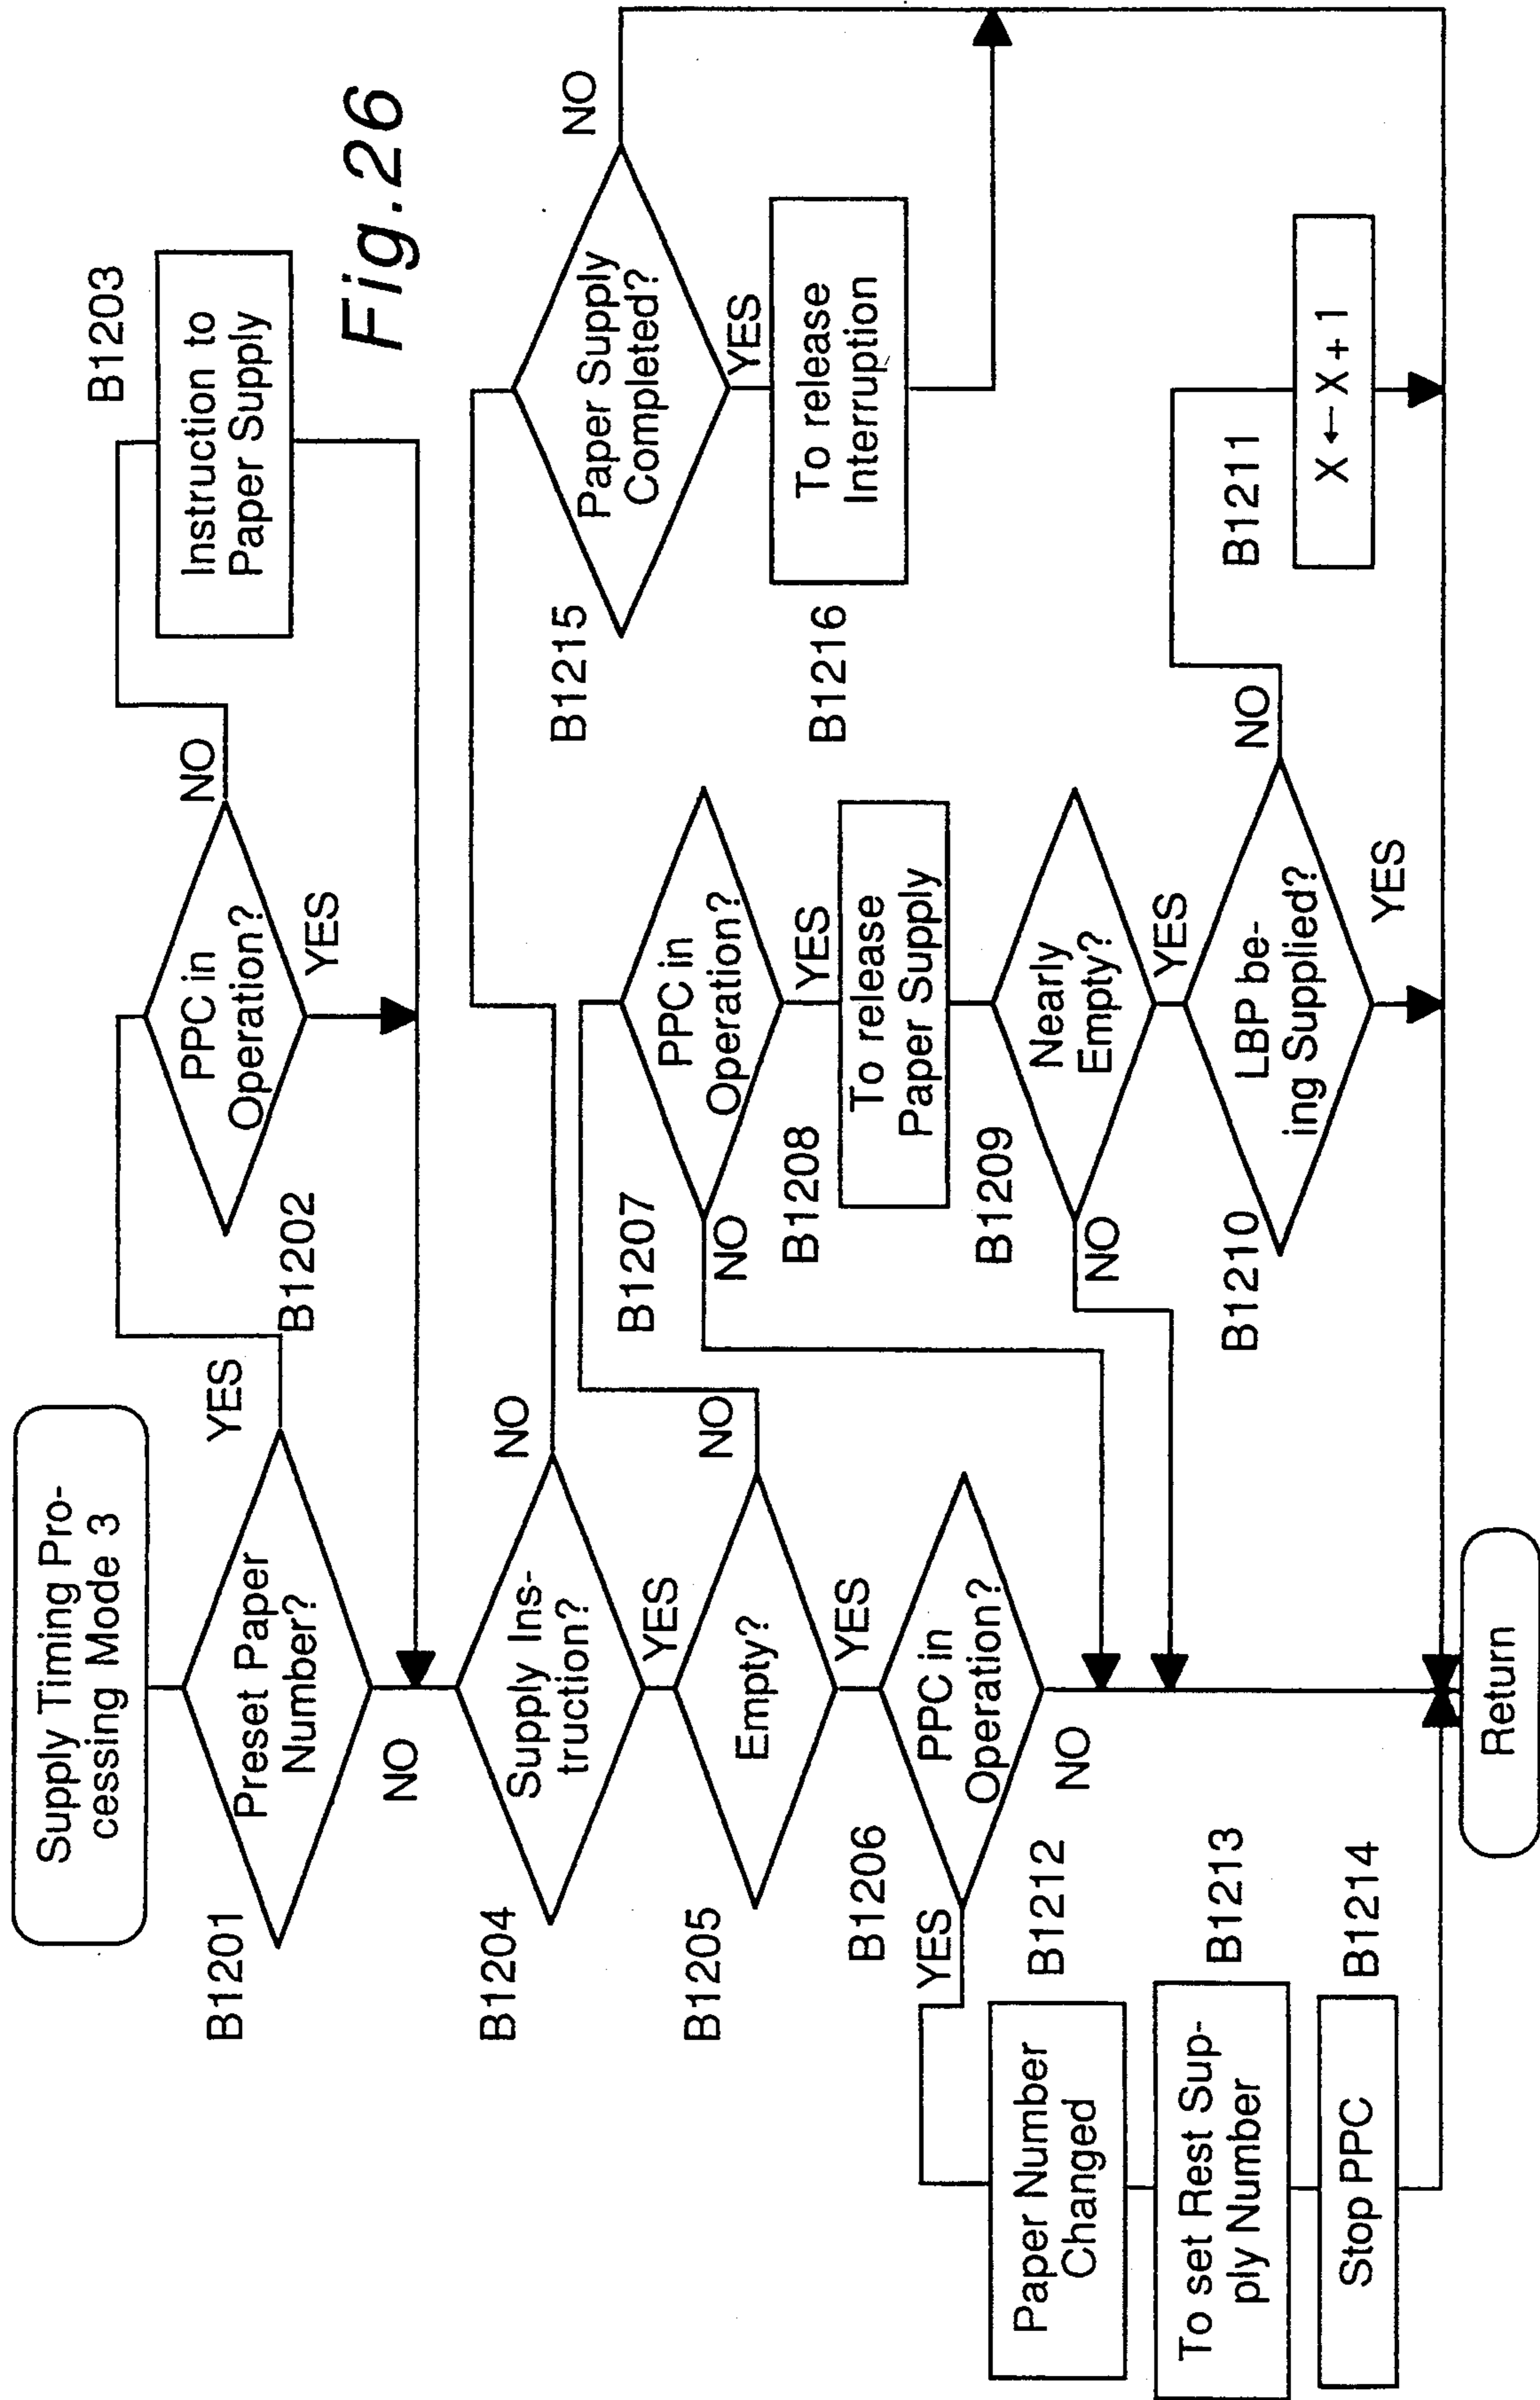 Fig.26
Supply Timing Pro-
cessing Mode 3
B1201
Preset Paper
Number?
YES
NO
B1202
PPC in
Operation?
NO
YES
B1203
Instruction to
Paper Supply
B1204
Supply Ins-
truction?
NO
YES
B1205
Empty?
NO
YES
B1206
PPC in
Operation?
YES
NO
B1207
PPC in
Operation?
NO
YES
B1208
To release
Paper Supply
B1209
Nearly
Empty?
NO
YES
B1210
LBP be-
ing Supplied?
NO
YES
B1211
X ← X + 1
B1212
Paper Number
Changed
B1213
To set Rest Sup-
ply Number
B1214
Stop PPC
B1215
Paper Supply
Completed?
NO
YES
B1216
To release
Interruption
Return